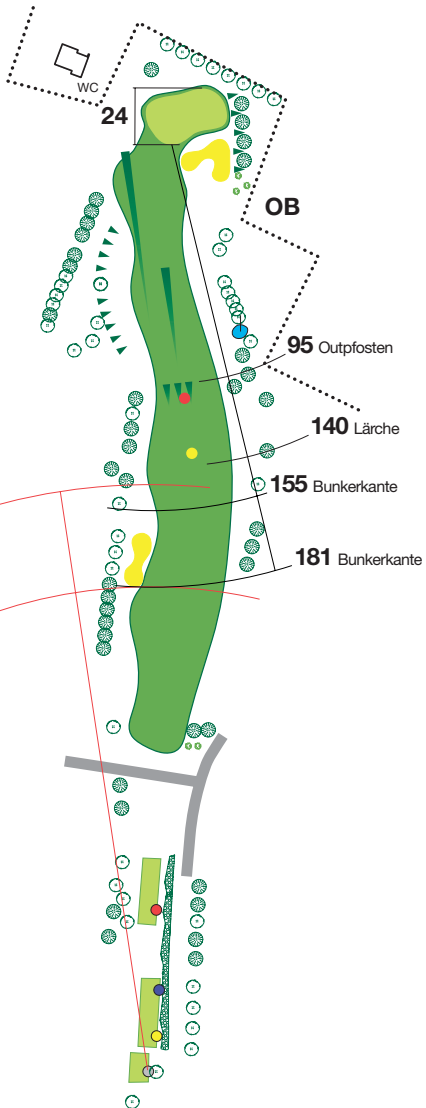 WC
24
OB
95 Outpfosten
140 Lärche
155 Bunkerkante
181 Bunkerkante